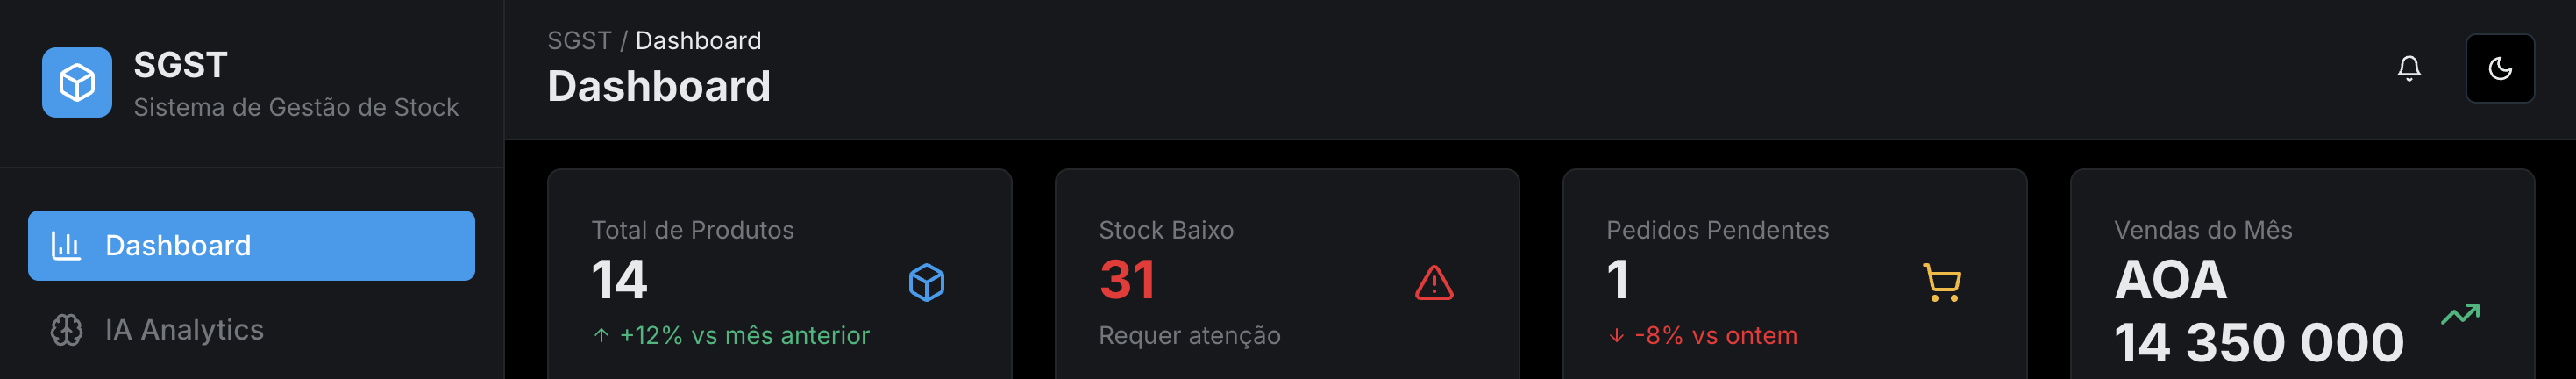 SGST
Sistema de Gestão de Stock
Dashboard
IA Analytics
SGST / Dashboard
Dashboard
Total de Produtos
14
↑ +12% vs mês anterior
Stock Baixo
31
Requer atenção
Pedidos Pendentes
1
↓ -8% vs ontem
Vendas do Mês
AOA
14 350 000